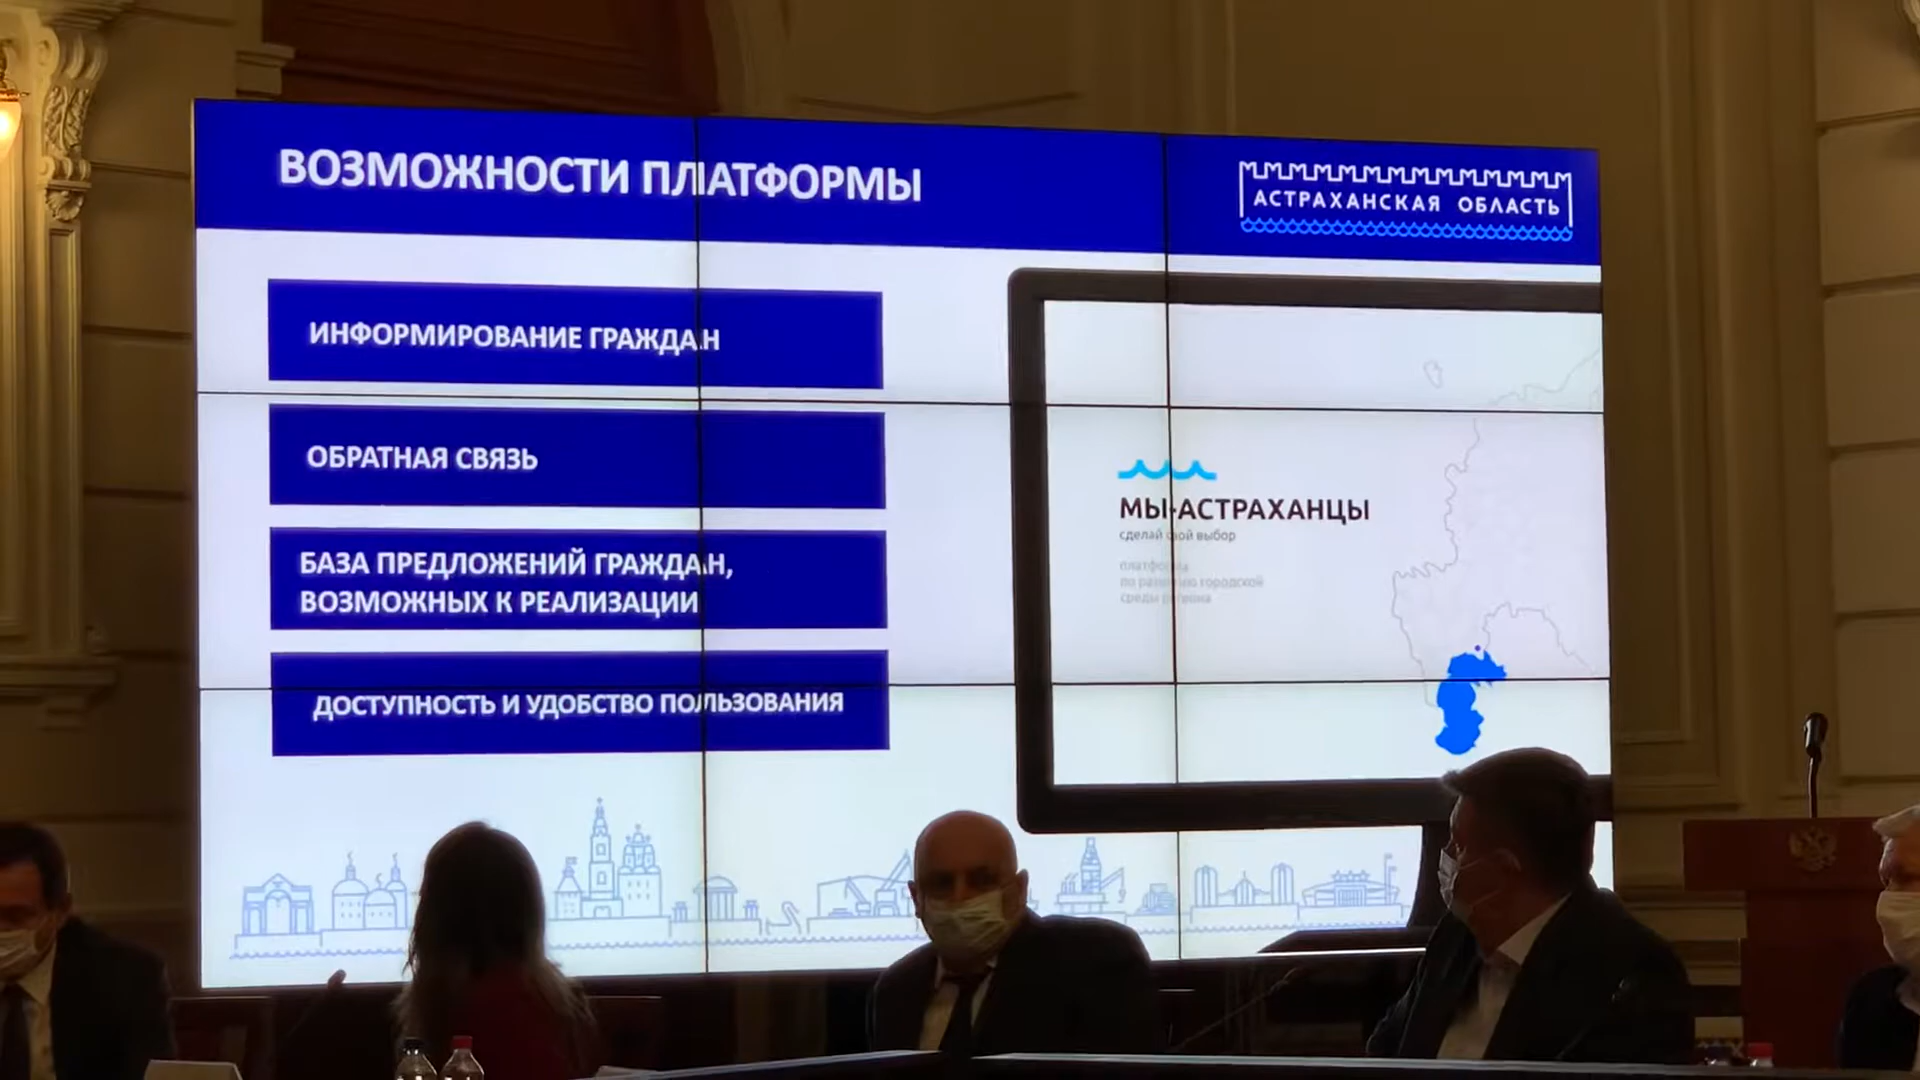 ВОЗМОЖНОСТИ ПЛАТФОРМЫ
АСТРАХАНСКАЯ ОБЛАСТЬ
ИНФОРМИРОВАНИЕ ГРАЖДАН
ОБРАТНАЯ СВЯЗЬ
БАЗА ПРЕДЛОЖЕНИЙ ГРАЖДАН,
ВОЗМОЖНЫХ К РЕАЛИЗАЦИИ
ДОСТУПНОСТЬ И УДОБСТВО ПОЛЬЗОВАНИЯ
МЫ-АСТРАХАНЦЫ
сделай свой выбор
платформа
по развитию городской
среды региона